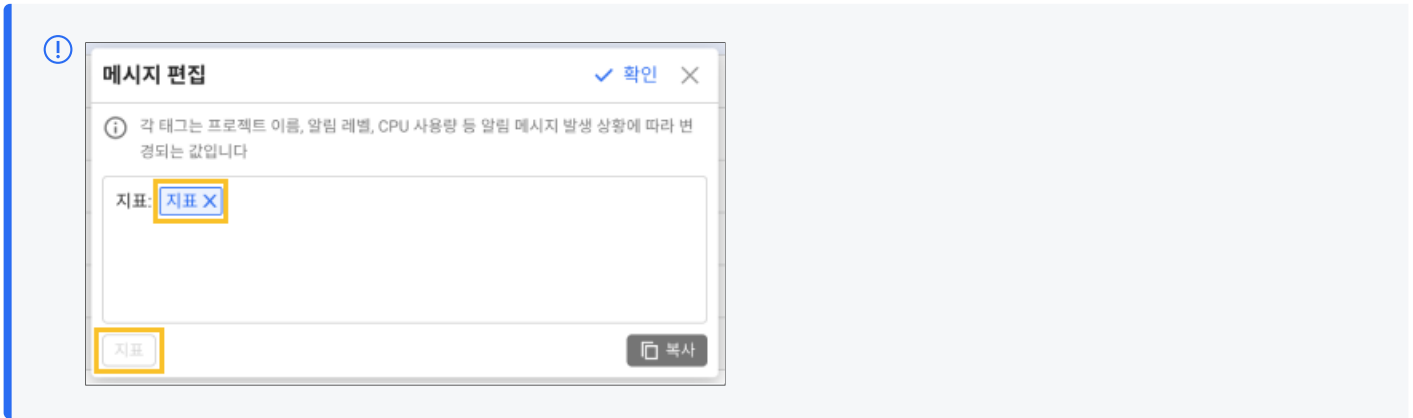 메시지 편집
확인
각 태그는 프로젝트 이름, 알림 레벨, CPU 사용량 등 알림 메시지 발생 상황에 따라 변
경되는 값입니다
지표: 지표
지표
복사